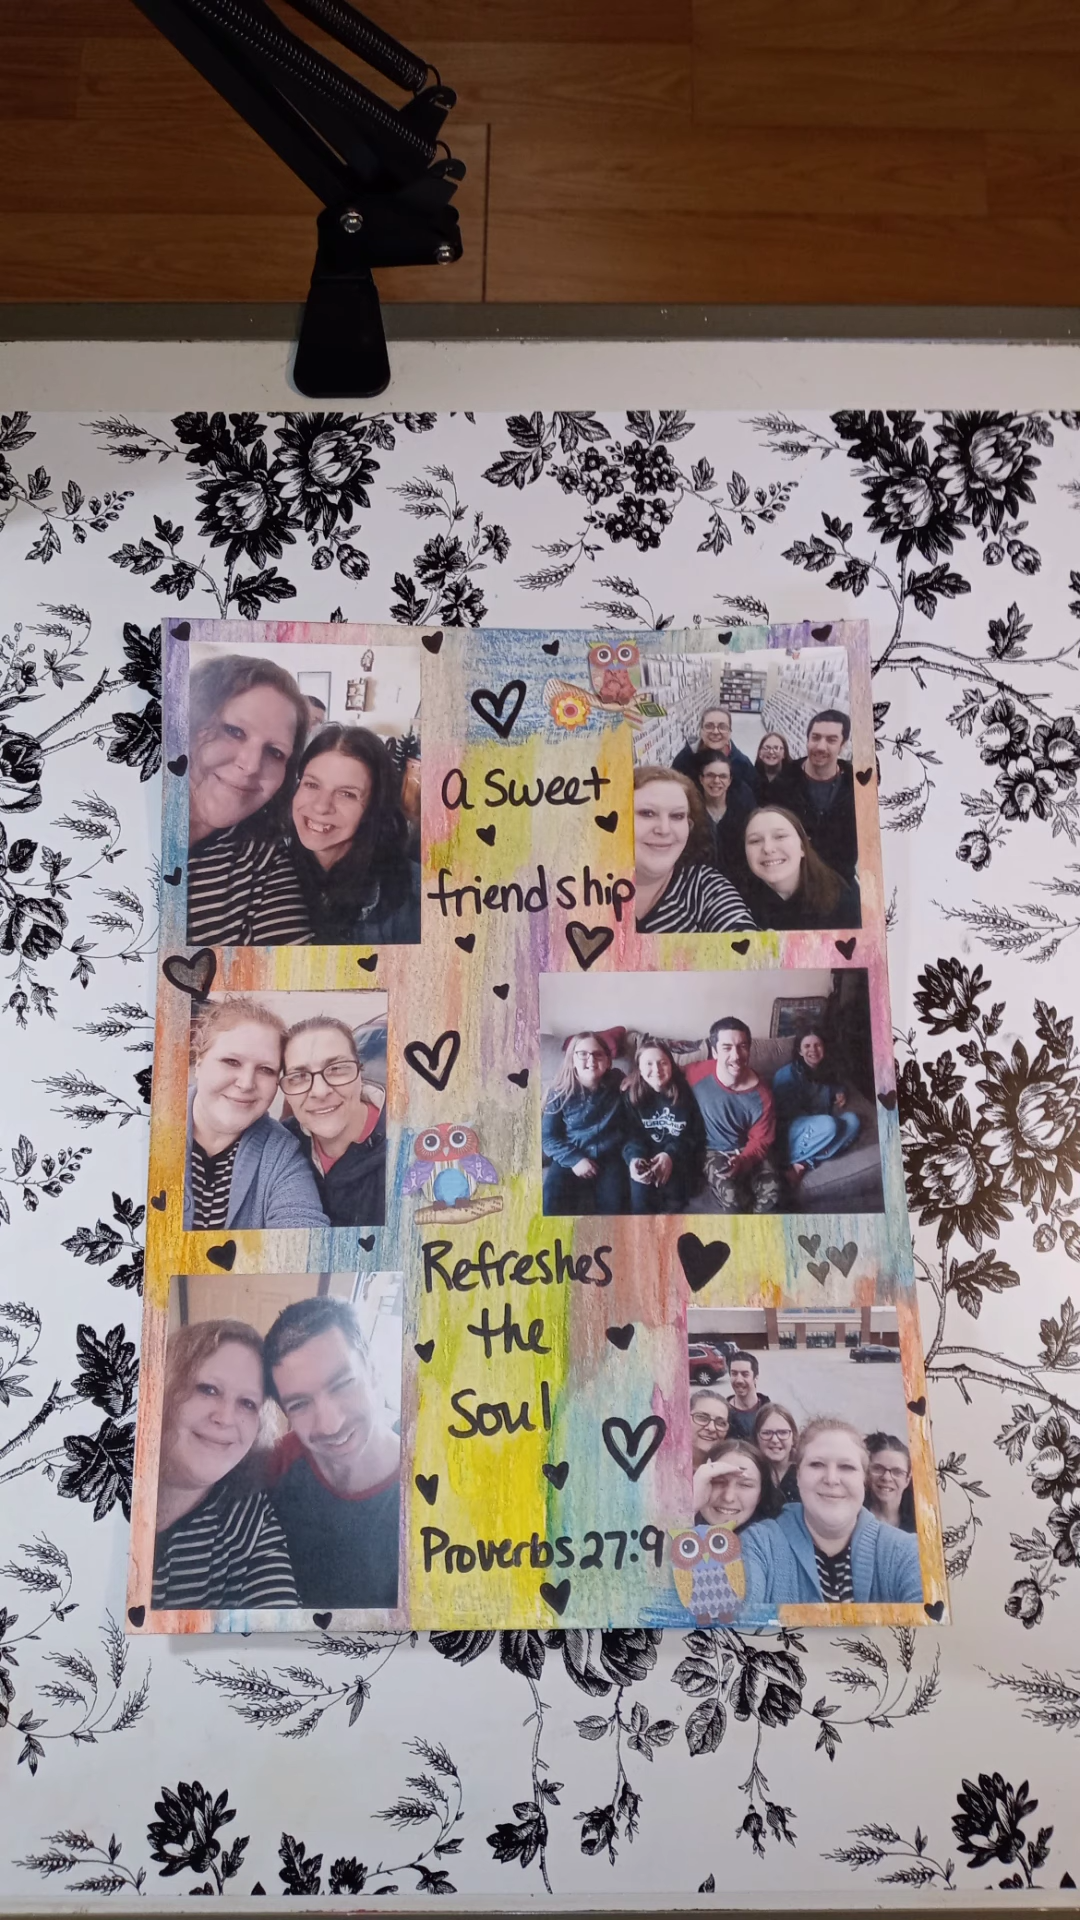 a sweet
friendship
Refreshes
the
Soul
Proverbs 27:9